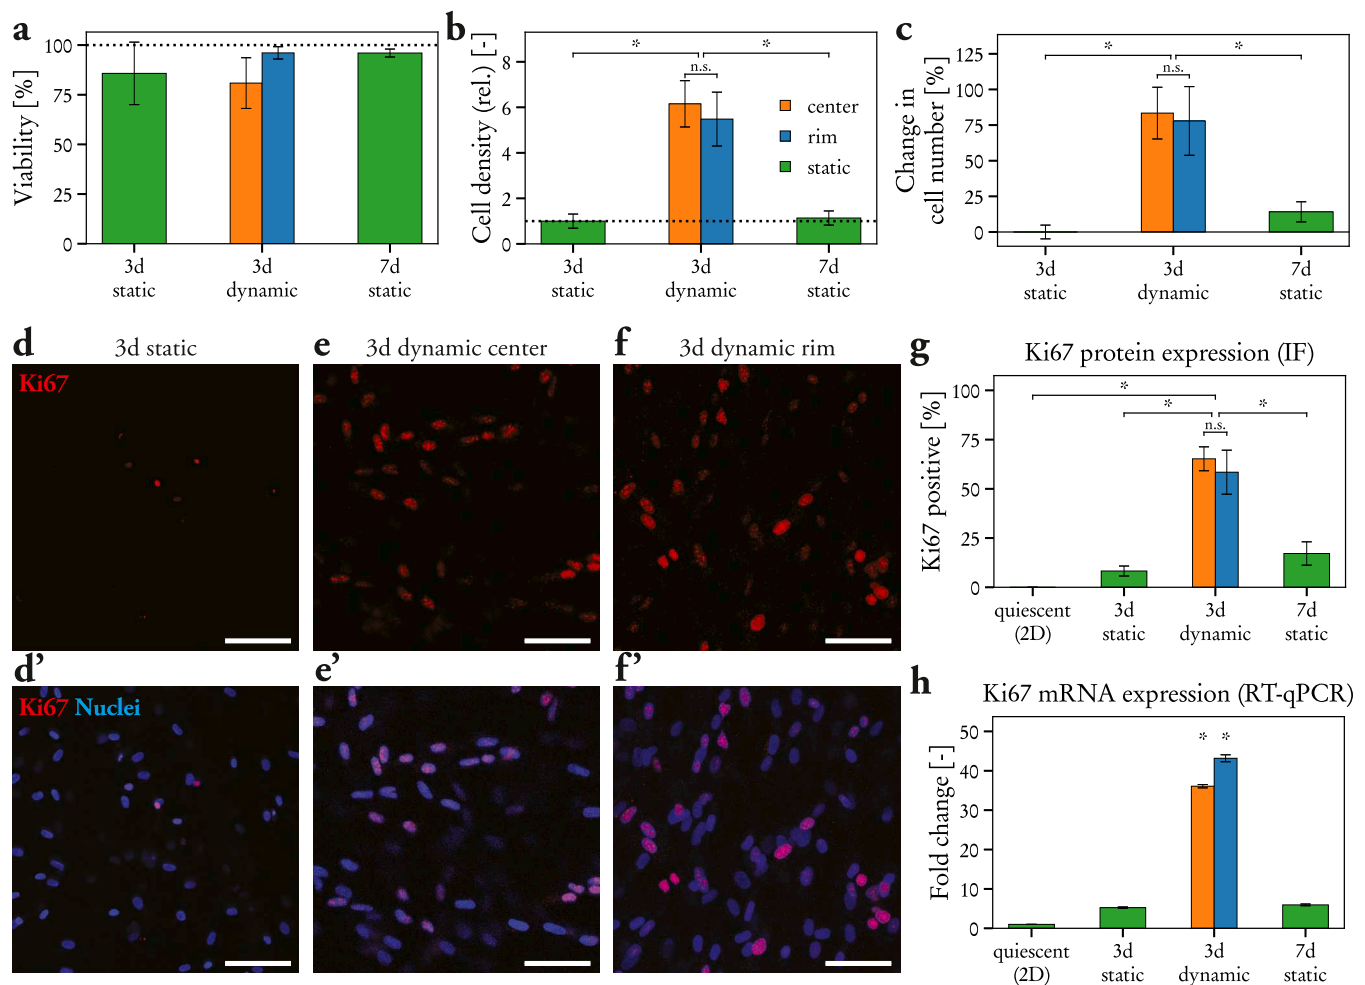 a
Viability [%]
100
75
50
25
0
3d
static
3d
dynamic
7d
static
b
Cell density (rel.) [-]
8
6
4
2
0
*
*
n.s.
center
rim
static
3d
static
3d
dynamic
7d
static
c
Change in
cell number [%]
125
100
75
50
25
0
*
*
n.s.
3d
static
3d
dynamic
7d
static
d
3d static
Ki67
e
3d dynamic center
f
3d dynamic rim
g
Ki67 protein expression (IF)
Ki67 positive [%]
100
75
50
25
0
*
*
*
n.s.
quiescent
(2D)
3d
static
3d
dynamic
7d
static
d’
Ki67 Nuclei
e’
f’
h
Ki67 mRNA expression (RT-qPCR)
Fold change [-]
50
40
30
20
10
0
* *
quiescent
(2D)
3d
static
3d
dynamic
7d
static